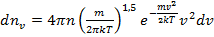 dn_v = 4πn(m/2πkT)^{1,5} e^{-mv²/2kT} v² dv